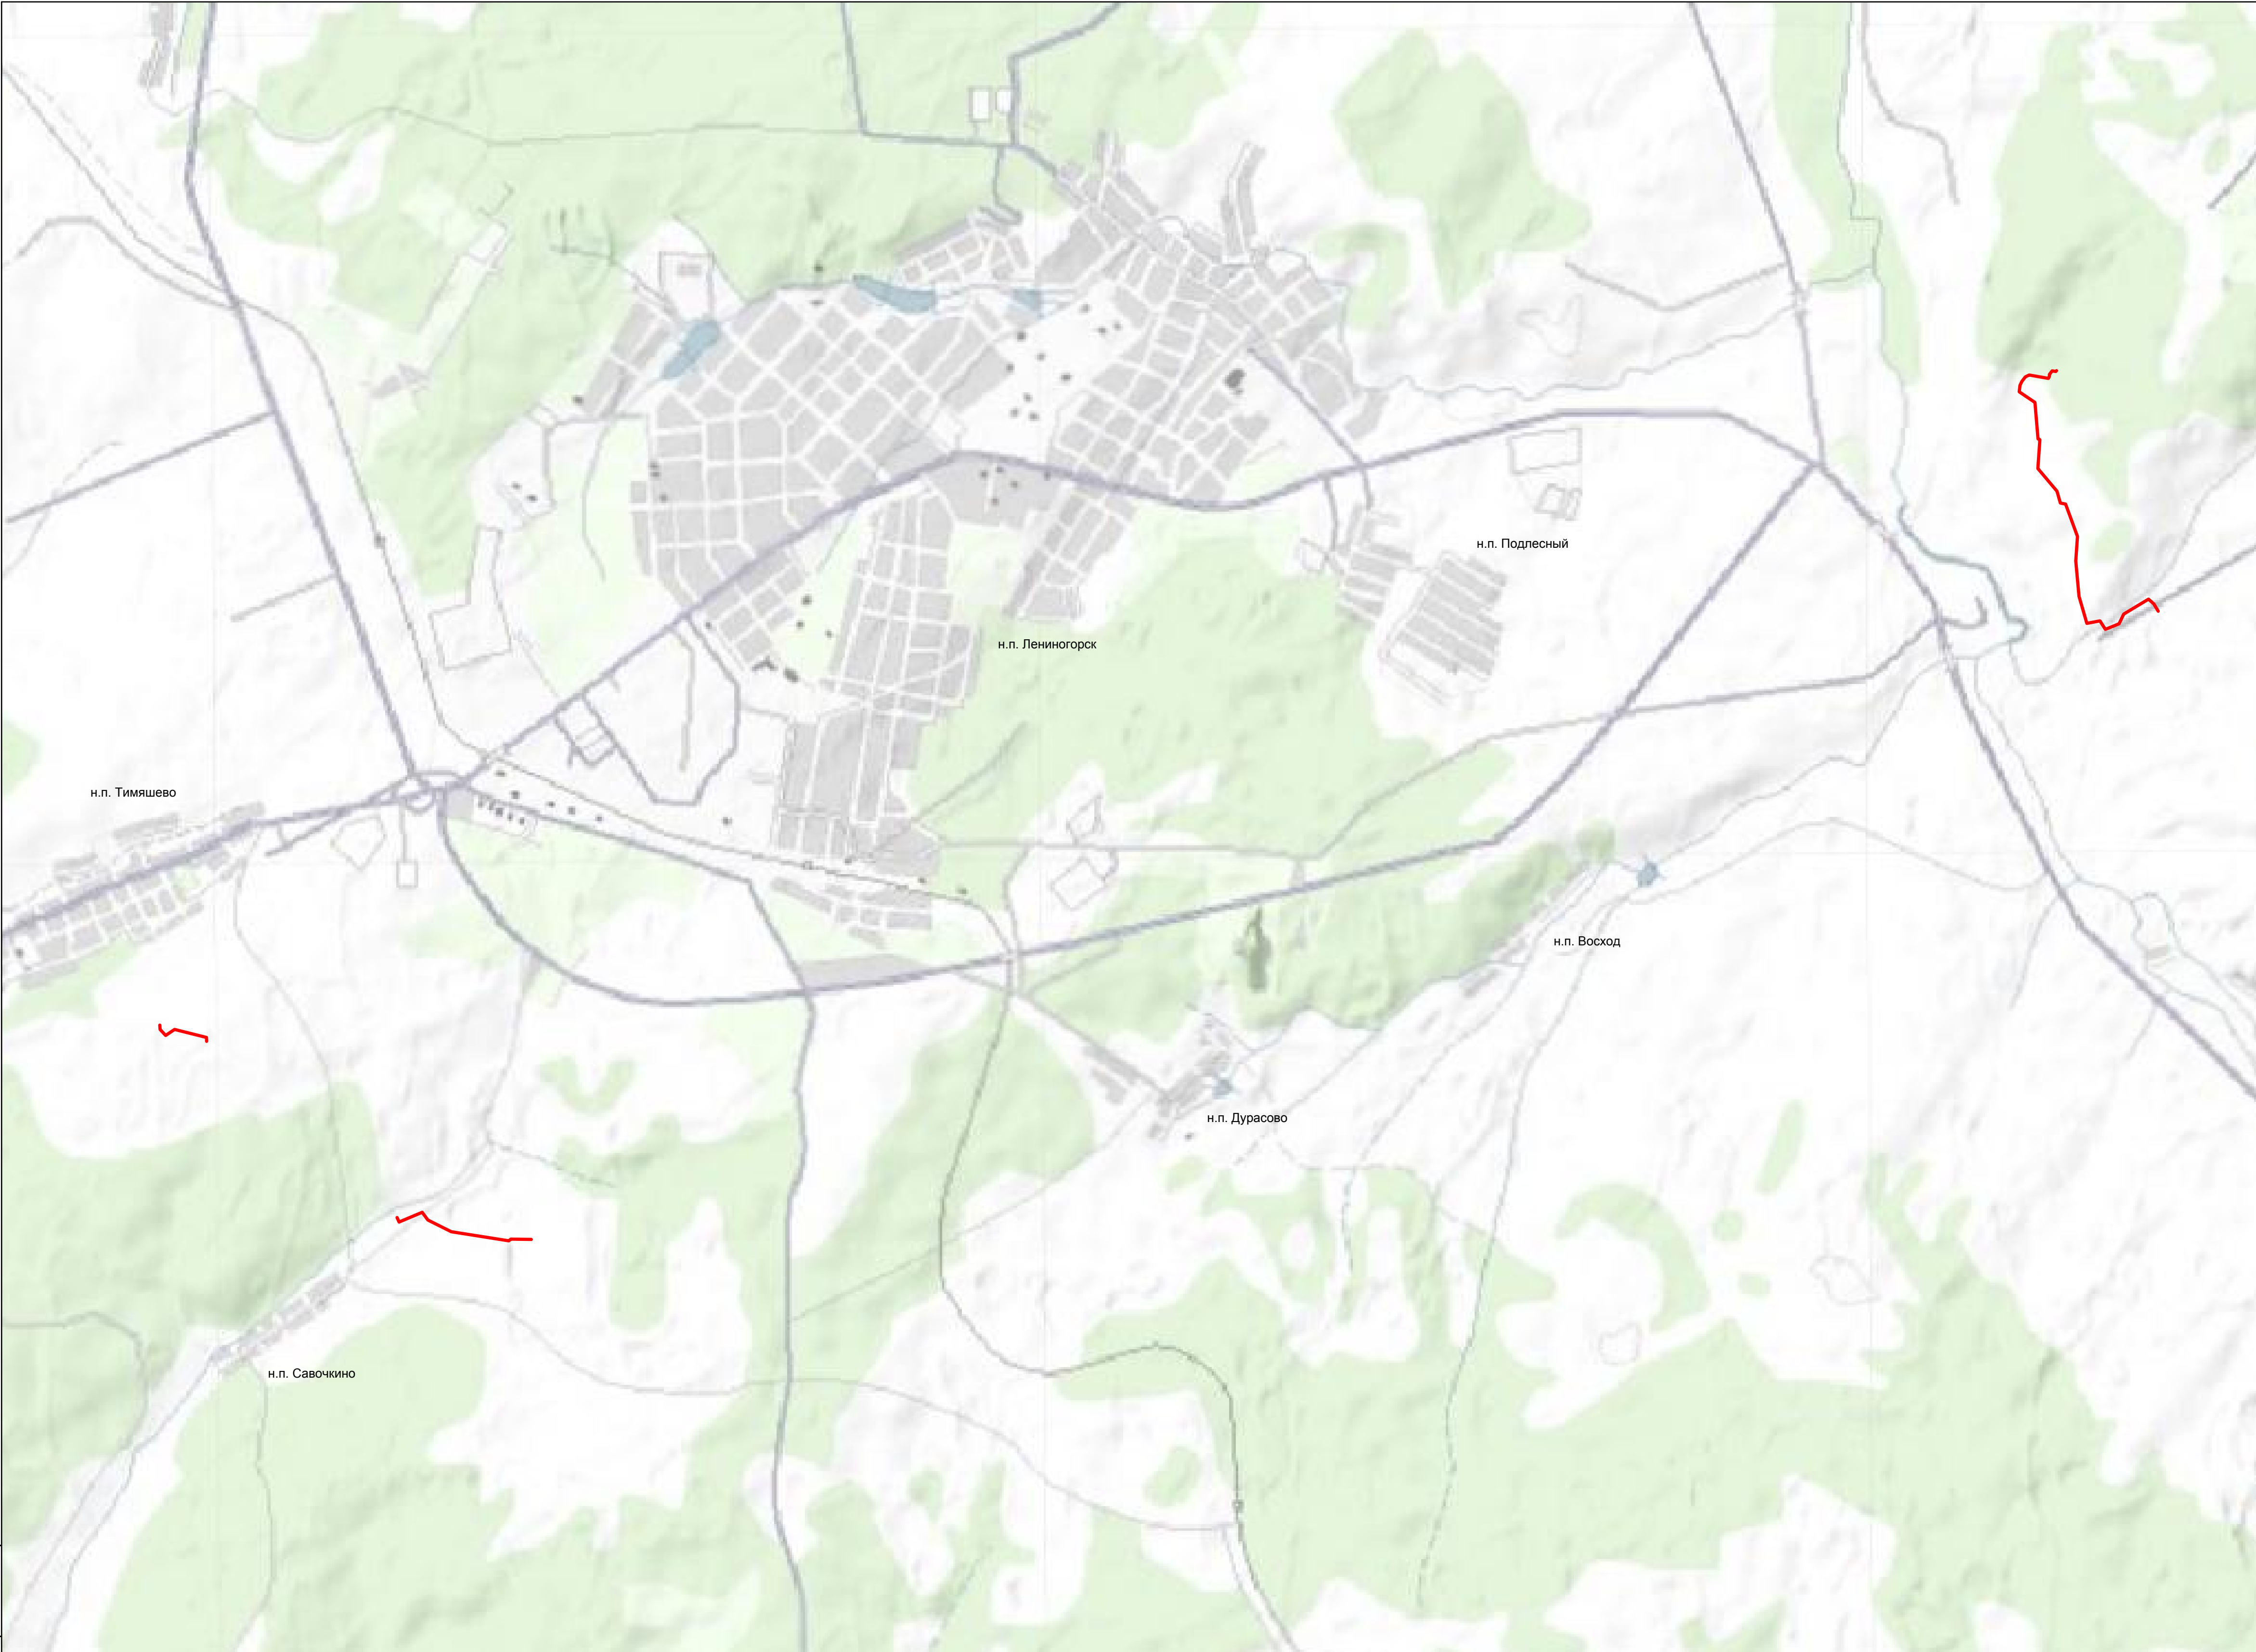 н.п. Подлесный
н.п. Лениногорск
н.п. Тимяшево
н.п. Восход
н.п. Дурасово
н.п. Савочкино